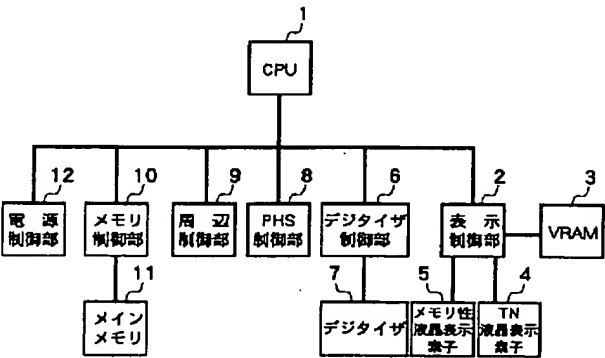 1
CPU
12
10
9
8
6
2
3
電源
制御部
メモリ
制御部
周辺
制御部
PHS
制御部
デジタイザ
制御部
表示
制御部
VRAM
11
7
5
4
メイン
メモリ
デジタイザ
メモリ性
液晶表示
素子
TN
液晶表示
素子